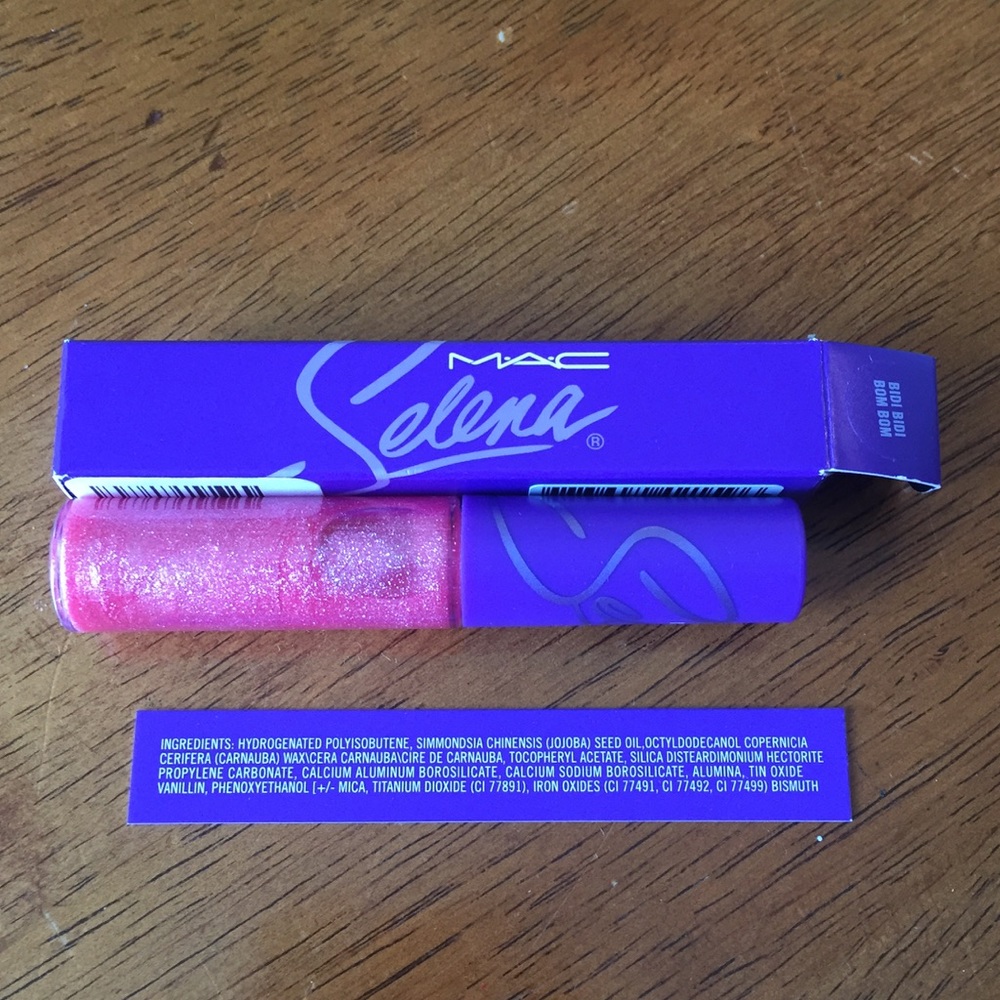 M·A·C
Selena®
BIDI BIDI
BOM BOM
Se
INGREDIENTS: HYDROGENATED POLYISOBUTENE, SIMMONDSIA CHINENSIS (JOJOBA) SEED OIL,OCTYLDODECANOL COPERNICIA
CERIFERA (CARNAUBA) WAX\CERA CARNAUBA\CIRE DE CARNAUBA, TOCOPHERYL ACETATE, SILICA DISTEARDIMONIUM HECTORITE
PROPYLENE CARBONATE, CALCIUM ALUMINUM BOROSILICATE, CALCIUM SODIUM BOROSILICATE, ALUMINA, TIN OXIDE
VANILLIN, PHENOXYETHANOL [+/- MICA, TITANIUM DIOXIDE (CI 77891), IRON OXIDES (CI 77491, CI 77492, CI 77499) BISMUTH